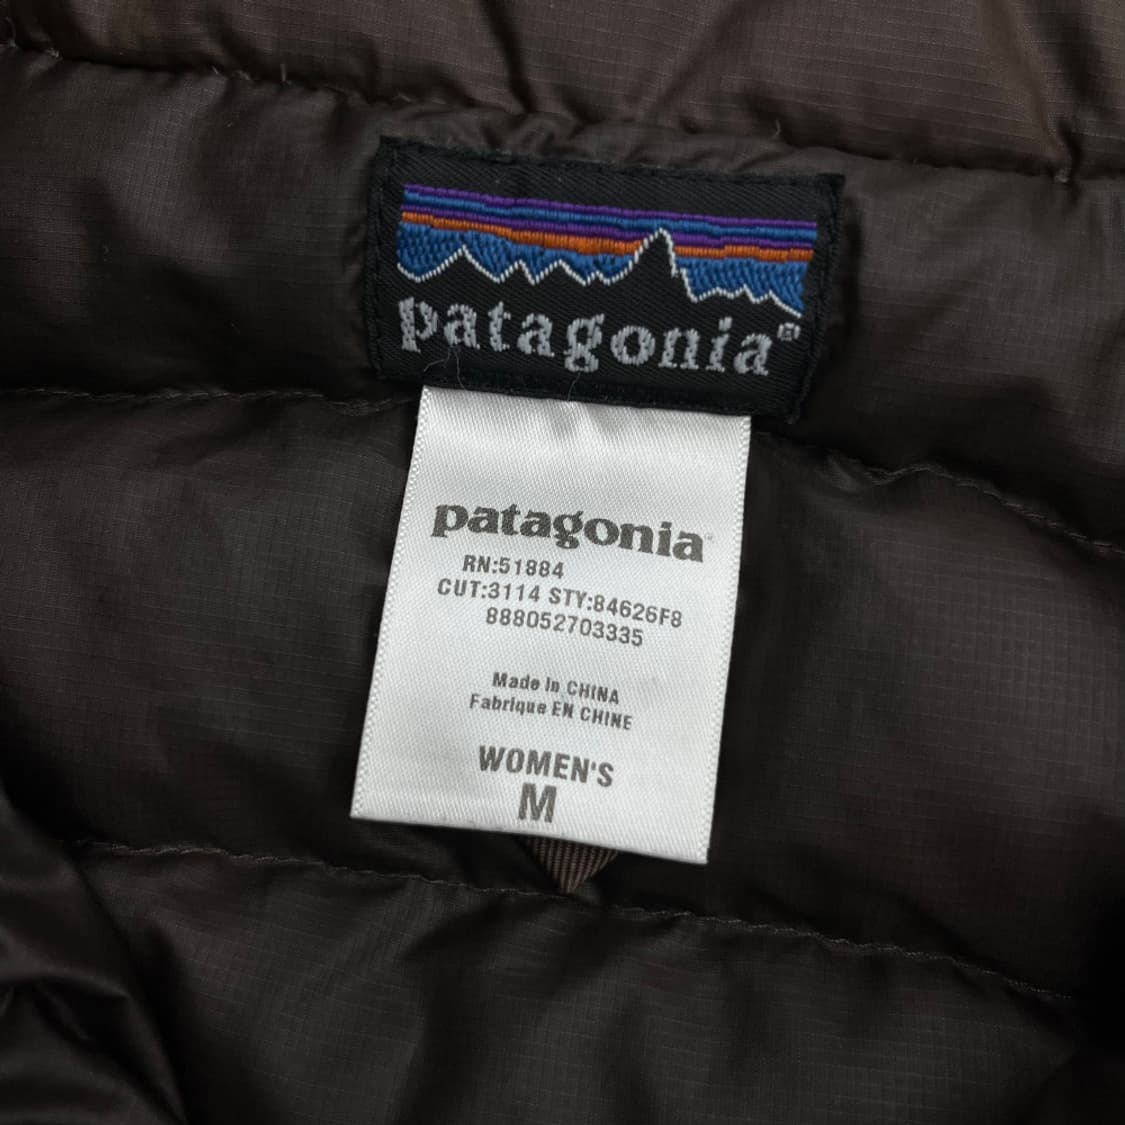 patagonia®
patagonia
RN:51884
CUT:3114 STY:84626F8
888052703335
Made In CHINA
Fabrique EN CHINE
WOMEN'S
M